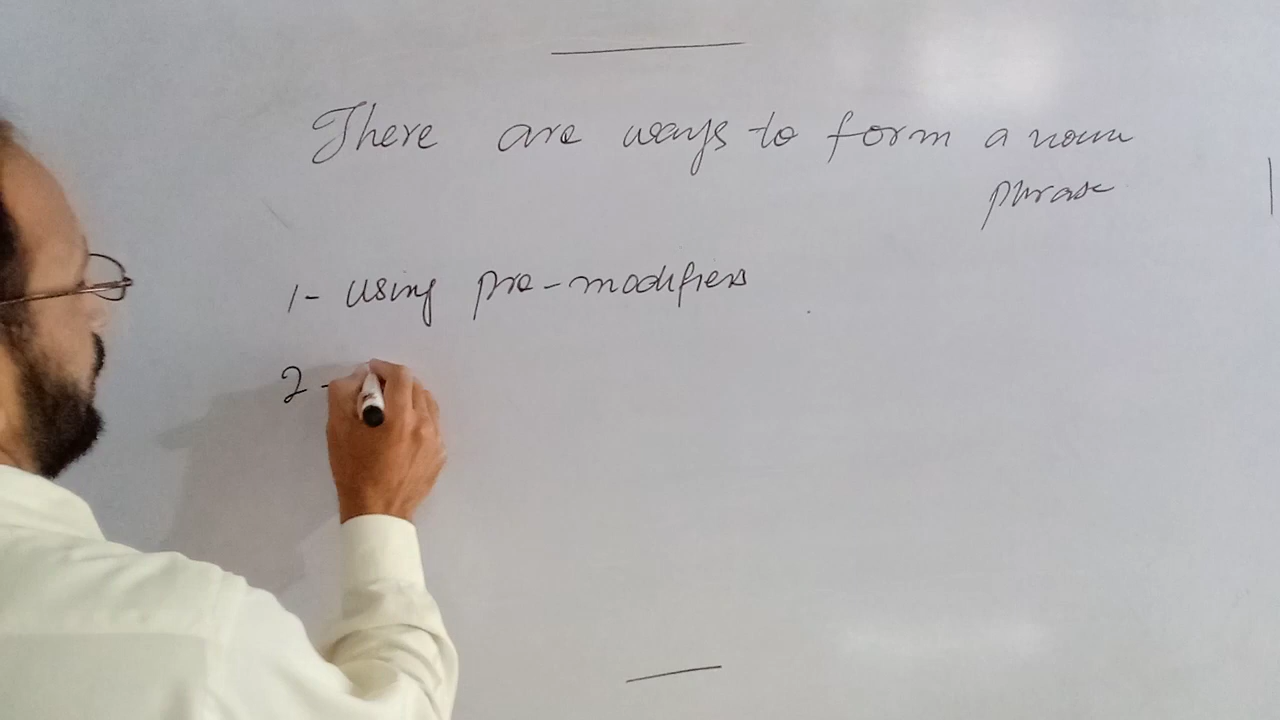 There are ways to form a noun
phrase
1- using pre-modifiers
2-